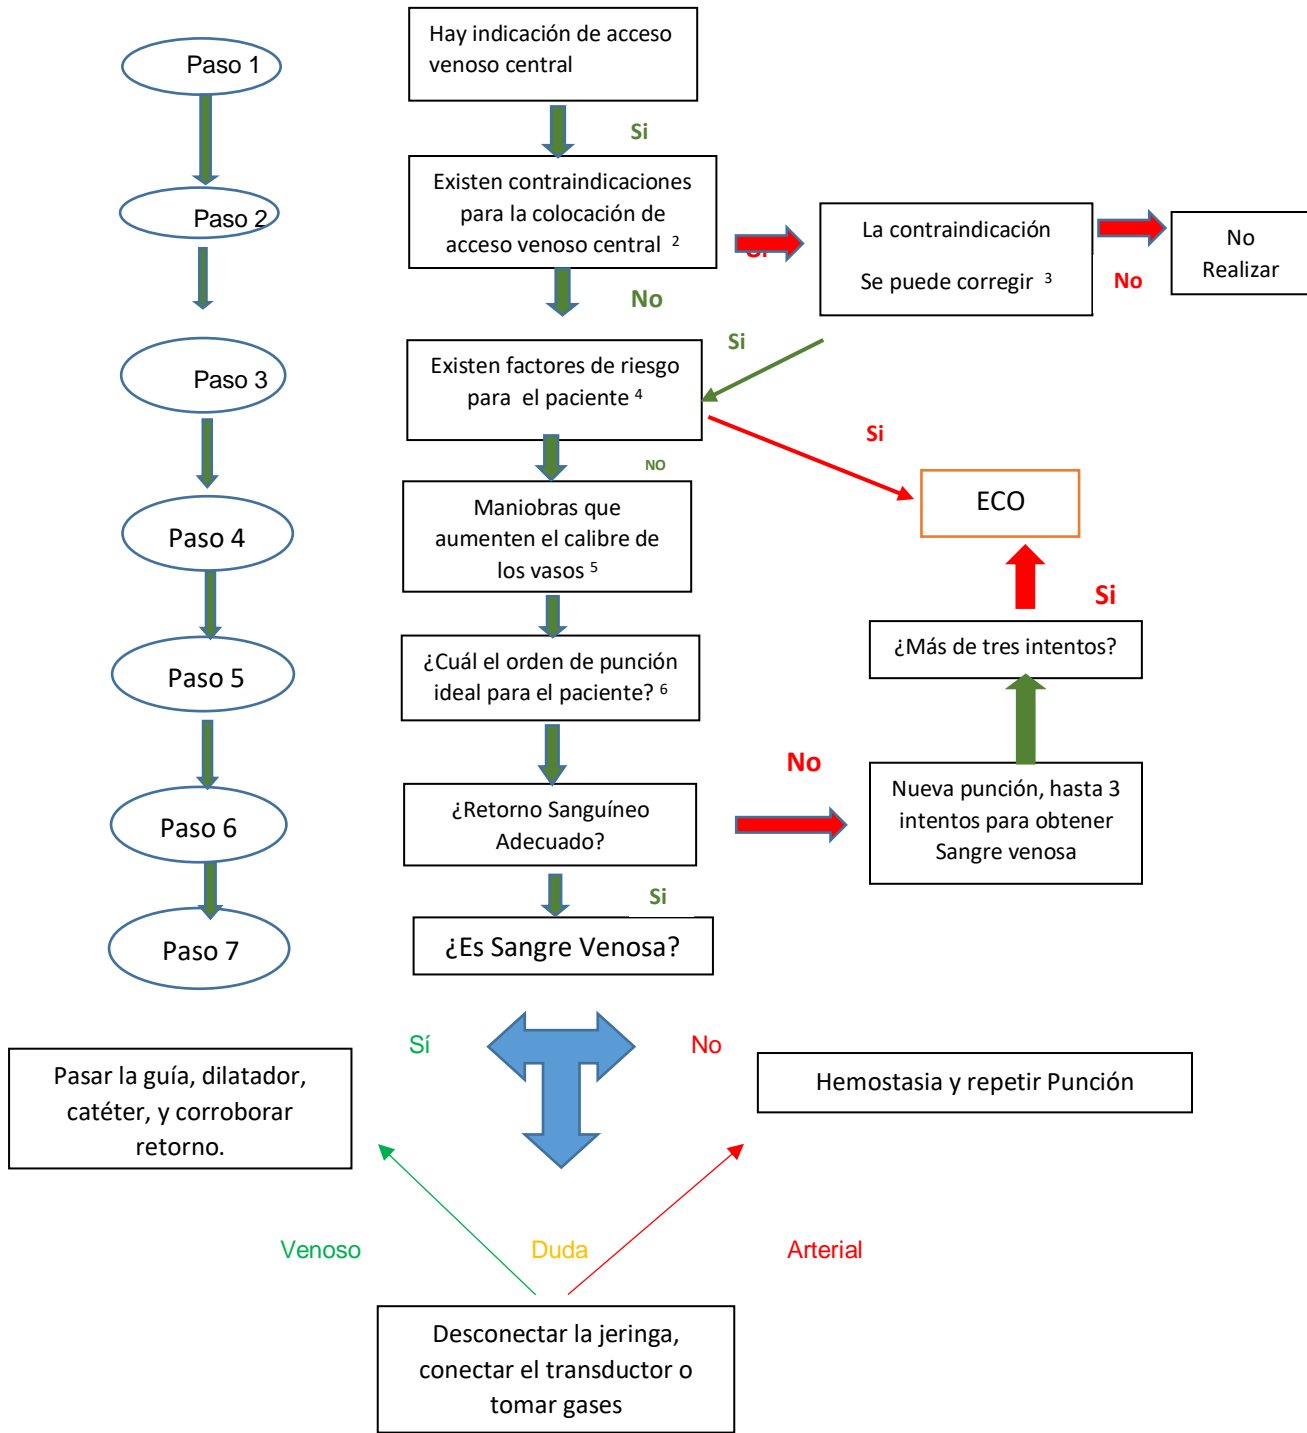 Paso 1
Hay indicación de acceso
venoso central
Si
Paso 2
Existen contraindicaciones
para la colocación de
acceso venoso central 2
Si
La contraindicación
Se puede corregir 3
No
No
Realizar
No
Si
Paso 3
Existen factores de riesgo
para el paciente 4
Si
NO
ECO
Paso 4
Maniobras que
aumenten el calibre de
los vasos 5
Si
¿Más de tres intentos?
Paso 5
¿Cuál el orden de punción
ideal para el paciente? 6
No
Paso 6
¿Retorno Sanguíneo
Adecuado?
Nueva punción, hasta 3
intentos para obtener
Sangre venosa
Si
Paso 7
¿Es Sangre Venosa?
Sí
No
Pasar la guía, dilatador,
catéter, y corroborar
retorno.
Hemostasia y repetir Punción
Venoso
Duda
Arterial
Desconectar la jeringa,
conectar el transductor o
tomar gases